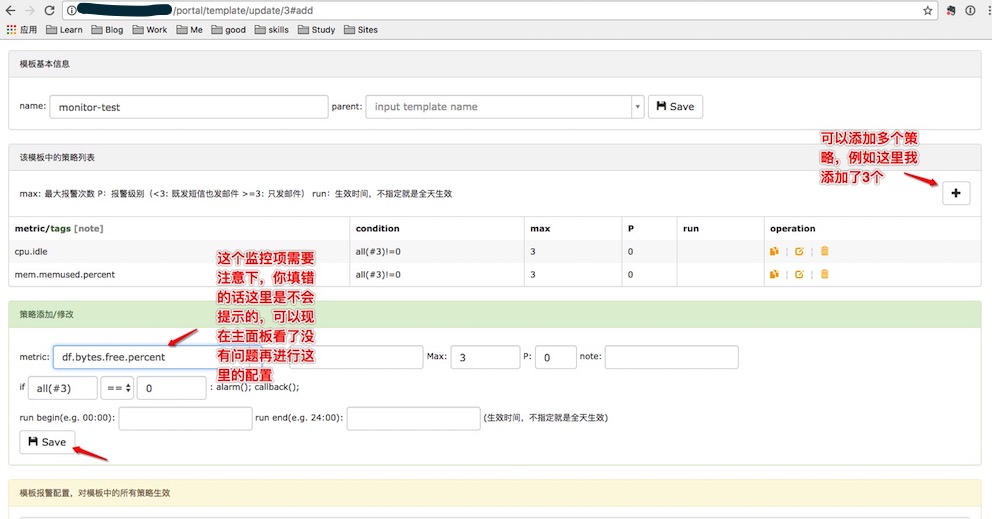 /portal/template/update/3#add
应用 Learn Blog Work Me good skills Study Sites
模板基本信息
name: monitor-test parent: input template name Save
可以添加多个策
略，例如这里我
添加了3个
该模板中的策略列表
max: 最大报警次数 P：报警级别（<3: 既发短信也发邮件 >=3: 只发邮件） run：生效时间，不指定就是全天生效
metric/tags [note] condition max P run operation
cpu.idle all(#3)!=0 3 0
mem.memused.percent all(#3)!=0 3 0
这个监控项需要
注意下，你填错
的话这里是不会
提示的，可以现
在主面板看了没
有问题再进行这
里的配置
策略添加/修改
metric: df.bytes.free.percent Max: 3 P: 0 note:
if all(#3) == 0 : alarm(); callback();
run begin(e.g. 00:00): run end(e.g. 24:00): (生效时间，不指定就是全天生效)
Save
模板报警配置，对模板中的所有策略生效